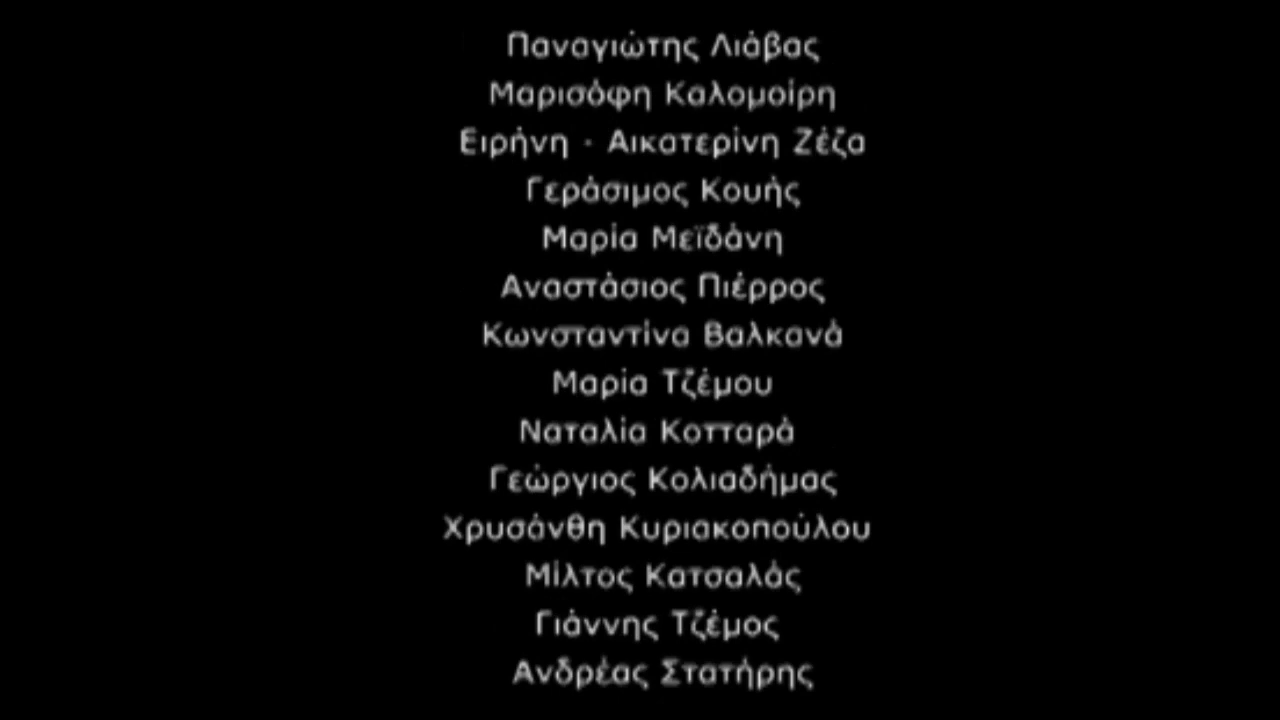 Παναγιώτης Λιάβας
Μαρισόφη Καλομοίρη
Ειρήνη - Αικατερίνη Ζέζα
Γεράσιμος Κουής
Μαρία Μεϊδάνη
Αναστάσιος Πιέρρος
Κωνσταντίνα Βαλκανά
Μαρία Τζέμου
Ναταλία Κοτταρά
Γεώργιος Κολιαδήμας
Χρυσάνθη Κυριακοπούλου
Μίλτος Κατσαλάς
Γιάννης Τζέμος
Ανδρέας Στατήρης